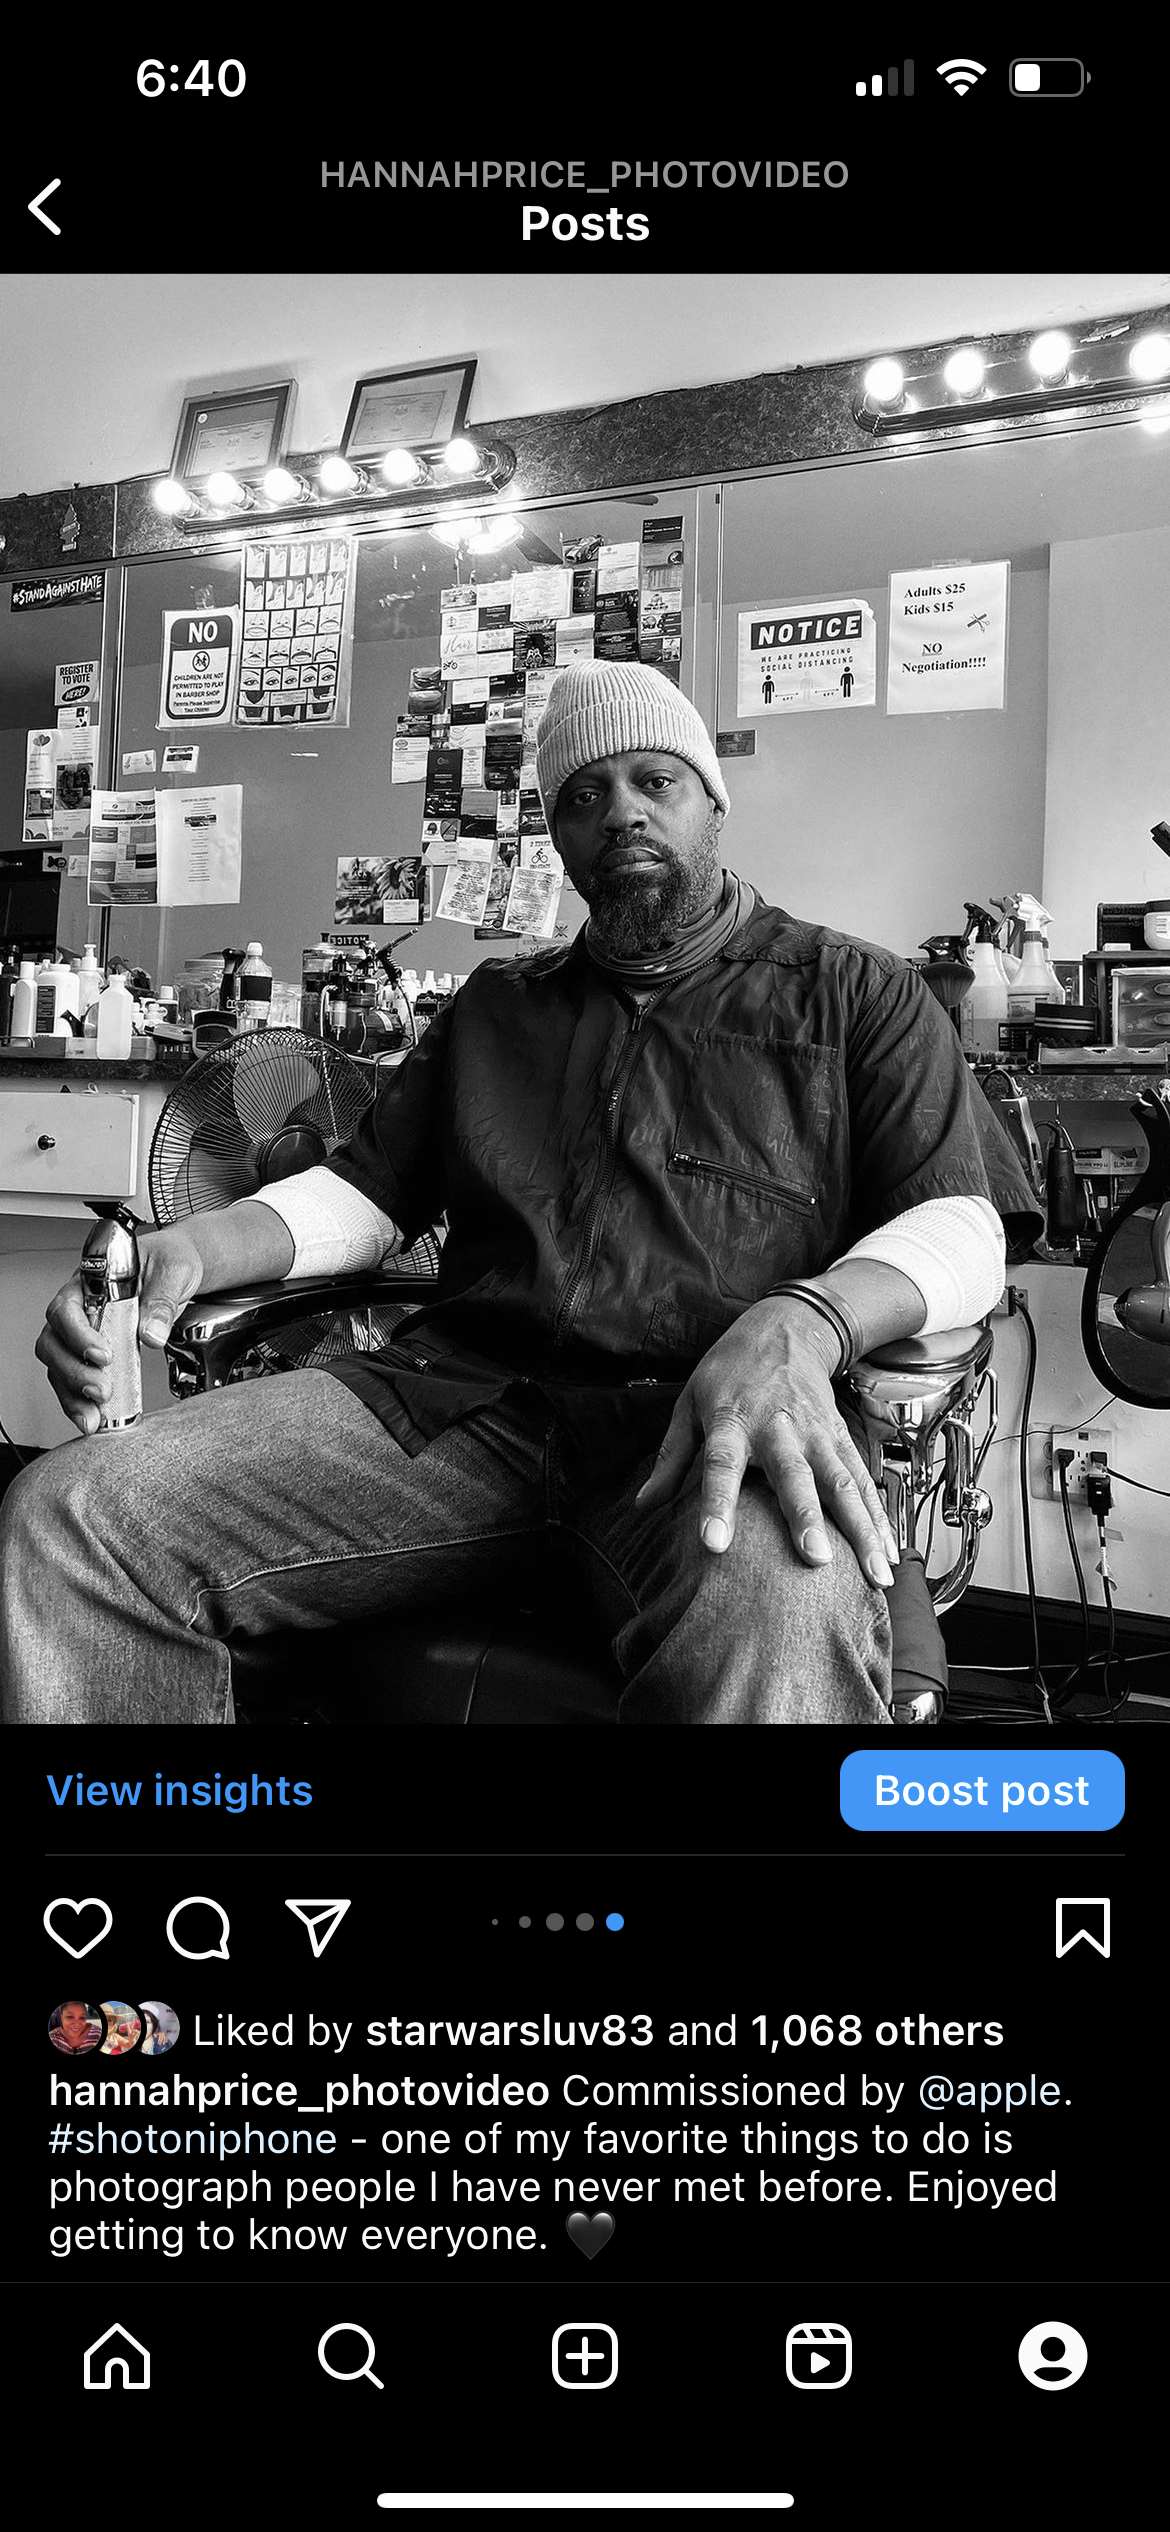 6:40
HANNAHPRICE_PHOTOVIDEO
Posts
#STANDAGAINSTHATE
NO
CHILDREN ARE NOT
PERMITTED TO PLAY
IN BARBER SHOP
Parents Please Supervise
Your Children
REGISTER
TO VOTE
HERE!
NOTICE
WE ARE PRACTICING
SOCIAL DISTANCING
Adults $25
Kids $15
NO
Negotiation!!!!
View insights
Boost post
Liked by starwarsluv83 and 1,068 others
hannahprice_photovideo Commissioned by @apple.
#shotoniphone - one of my favorite things to do is
photograph people I have never met before. Enjoyed
getting to know everyone. 🖤